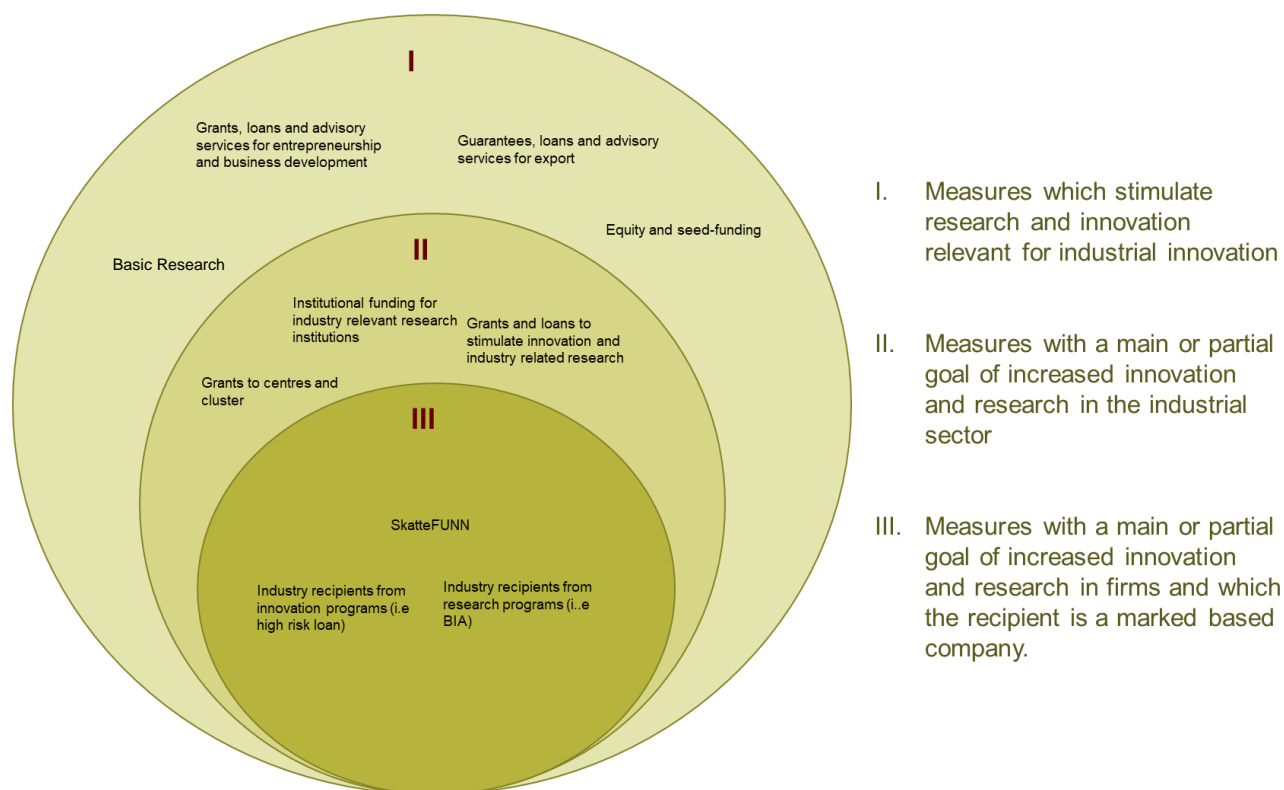 I
Grants, loans and advisory
services for entrepreneurship
and business development
Guarantees, loans and advisory
services for export
Equity and seed-funding
Basic Research
II
Institutional funding for
industry relevant research
institutions
Grants and loans to
stimulate innovation and
industry related research
Grants to centres and
cluster
III
SkatteFUNN
Industry recipients from
innovation programs (i.e
high risk loan)
Industry recipients from
research programs (i..e
BIA)
I. Measures which stimulate
research and innovation
relevant for industrial innovation
II. Measures with a main or partial
goal of increased innovation
and research in the industrial
sector
III. Measures with a main or partial
goal of increased innovation
and research in firms and which
the recipient is a marked based
company.